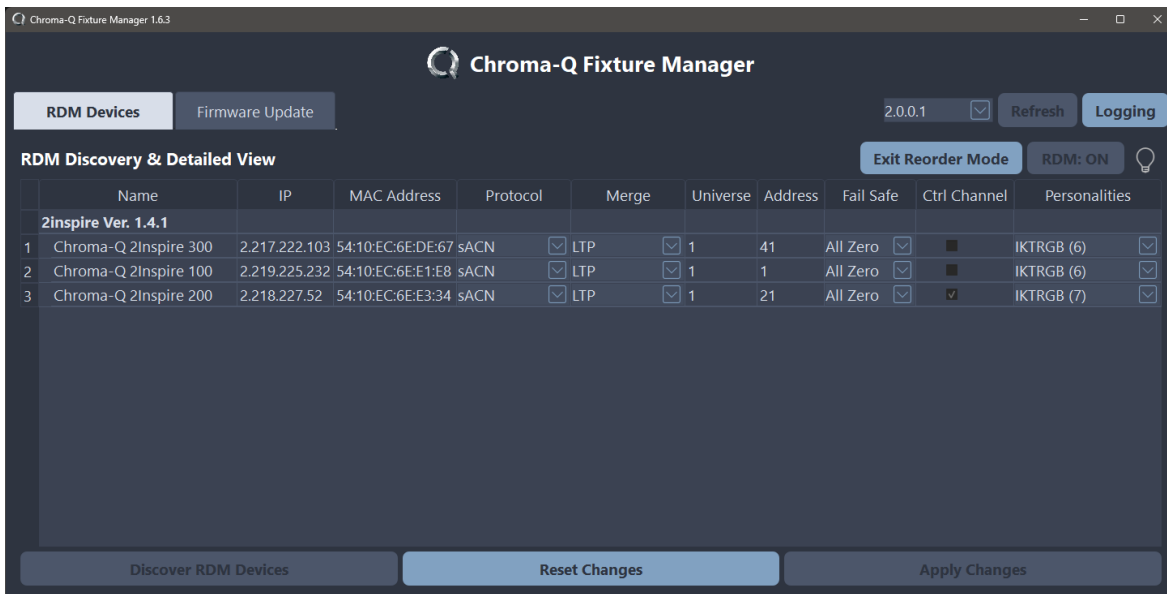 Chroma-Q Fixture Manager 1.6.3
Chroma-Q Fixture Manager
RDM Devices Firmware Update 2.0.0.1 Refresh Logging
RDM Discovery & Detailed View Exit Reorder Mode RDM: ON
Name IP MAC Address Protocol Merge Universe Address Fail Safe Ctrl Channel Personalities
2inspire Ver. 1.4.1
1 Chroma-Q 2Inspire 300 2.217.222.103 54:10:EC:6E:DE:67 sACN LTP 1 41 All Zero IKTRGB (6)
2 Chroma-Q 2Inspire 100 2.219.225.232 54:10:EC:6E:E1:E8 sACN LTP 1 1 All Zero IKTRGB (6)
3 Chroma-Q 2Inspire 200 2.218.227.52 54:10:EC:6E:E3:34 sACN LTP 1 21 All Zero IKTRGB (7)
Discover RDM Devices Reset Changes Apply Changes